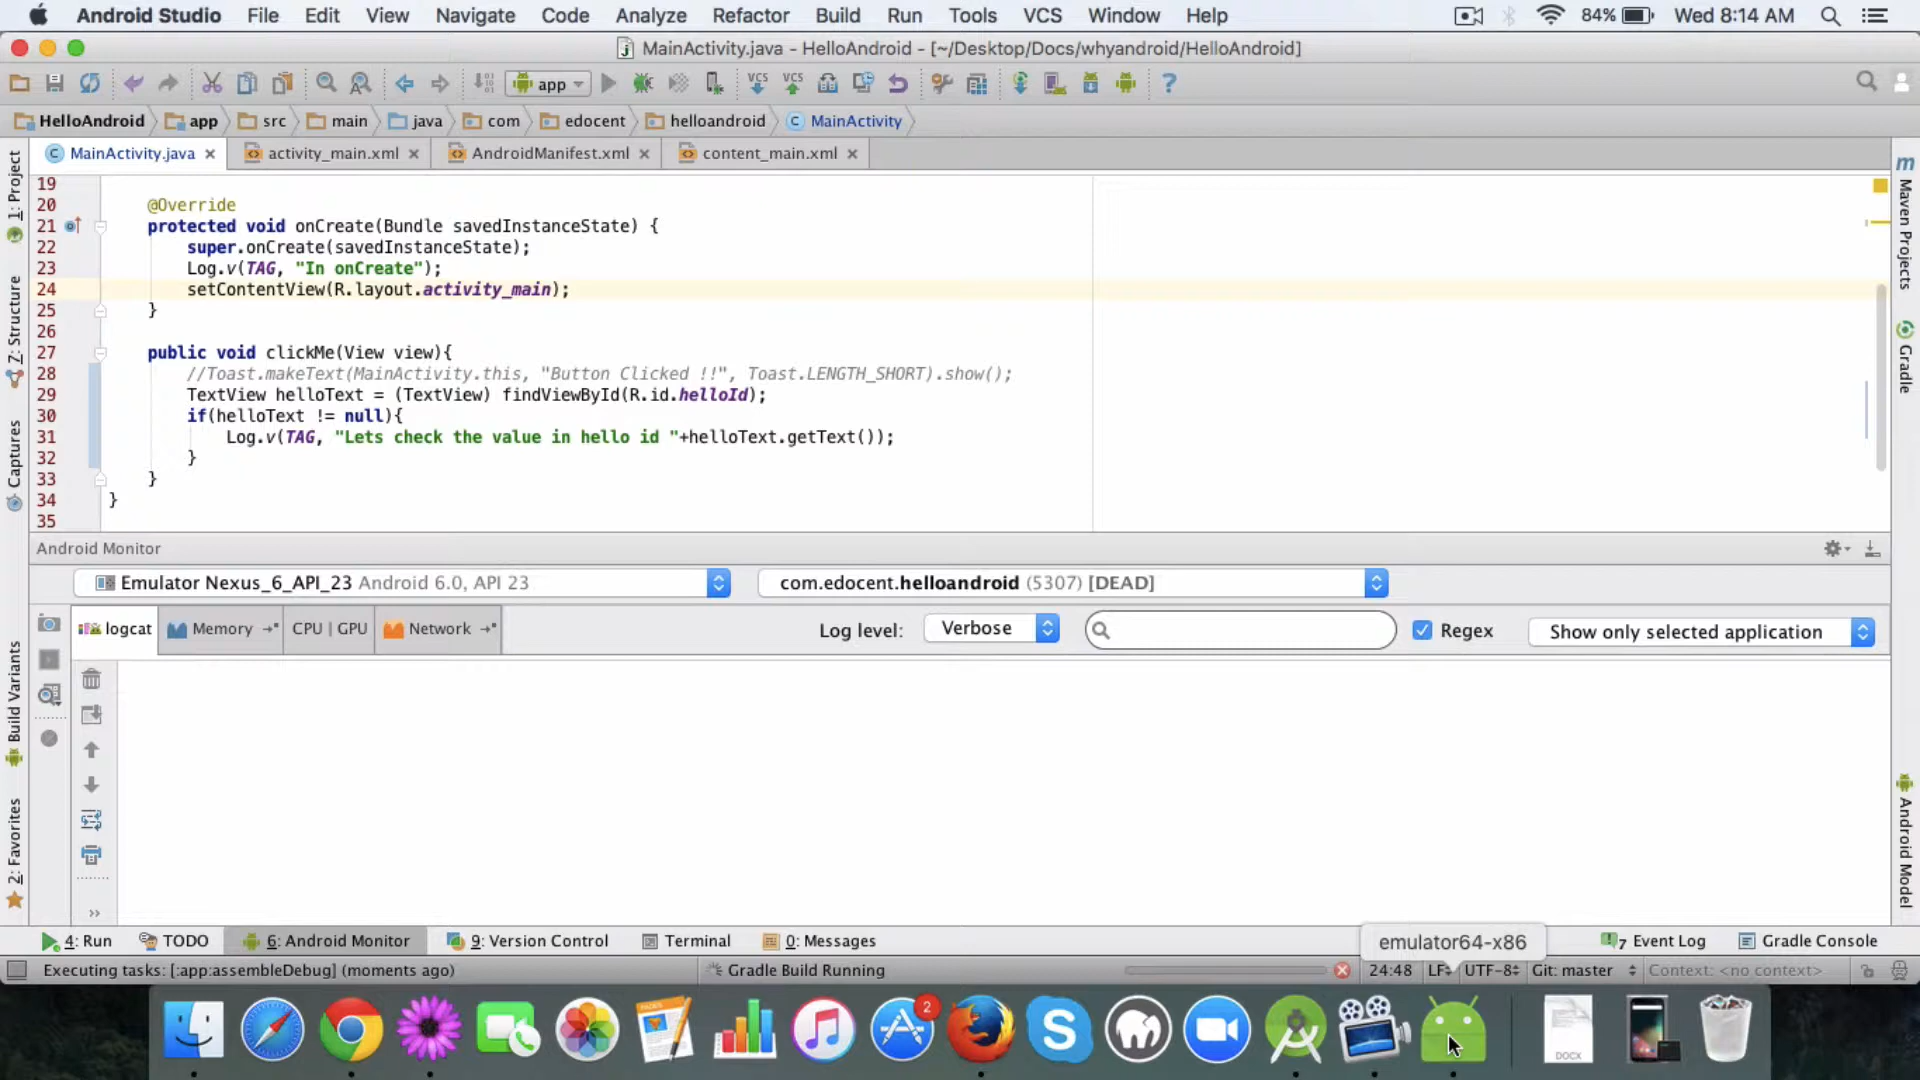 Android Studio File Edit View Navigate Code Analyze Refactor Build Run Tools VCS Window Help 84% Wed 8:14 AM
MainActivity.java - HelloAndroid - [~/Desktop/Docs/whyandroid/HelloAndroid]
app VCS VCS ?
HelloAndroid app src main java com edocent helloandroid MainActivity
MainActivity.java activity_main.xml AndroidManifest.xml content_main.xml
19
20 @Override
21 protected void onCreate(Bundle savedInstanceState) {
22 super.onCreate(savedInstanceState);
23 Log.v(TAG, "In onCreate");
24 setContentView(R.layout.activity_main);
25 }
26
27 public void clickMe(View view){
28 //Toast.makeText(MainActivity.this, "Button Clicked !!", Toast.LENGTH_SHORT).show();
29 TextView helloText = (TextView) findViewById(R.id.helloId);
30 if(helloText != null){
31 Log.v(TAG, "Lets check the value in hello id "+helloText.getText());
32 }
33 }
34 }
35
1: Project
7: Structure
Captures
Build Variants
2: Favorites
Maven Projects
Gradle
Android Model
Android Monitor
Emulator Nexus_6_API_23 Android 6.0, API 23 com.edocent.helloandroid (5307) [DEAD]
logcat Memory CPU | GPU Network Log level: Verbose Regex Show only selected application
4: Run TODO 6: Android Monitor 9: Version Control Terminal 0: Messages emulator64-x86 7 Event Log Gradle Console
Executing tasks: [:app:assembleDebug] (moments ago) Gradle Build Running 24:48 LF UTF-8 Git: master Context: <no context>
2
DOCX